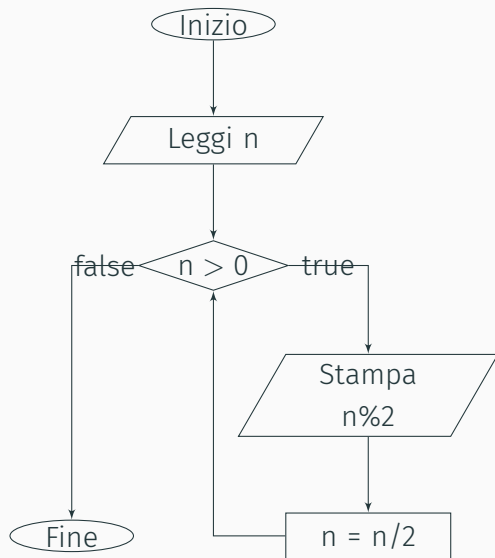 Inizio
Leggi n
false
n > 0
true
Stampa
n%2
Fine
n = n/2